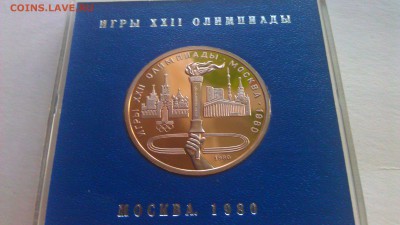 COINS.LAVE.RU
ИГРЫ XXII ОЛИМПИАДЫ
ИГРЫ XXII ОЛИМПИАДЫ · МОСКВА · 1980
1980
МОСКВА 1980